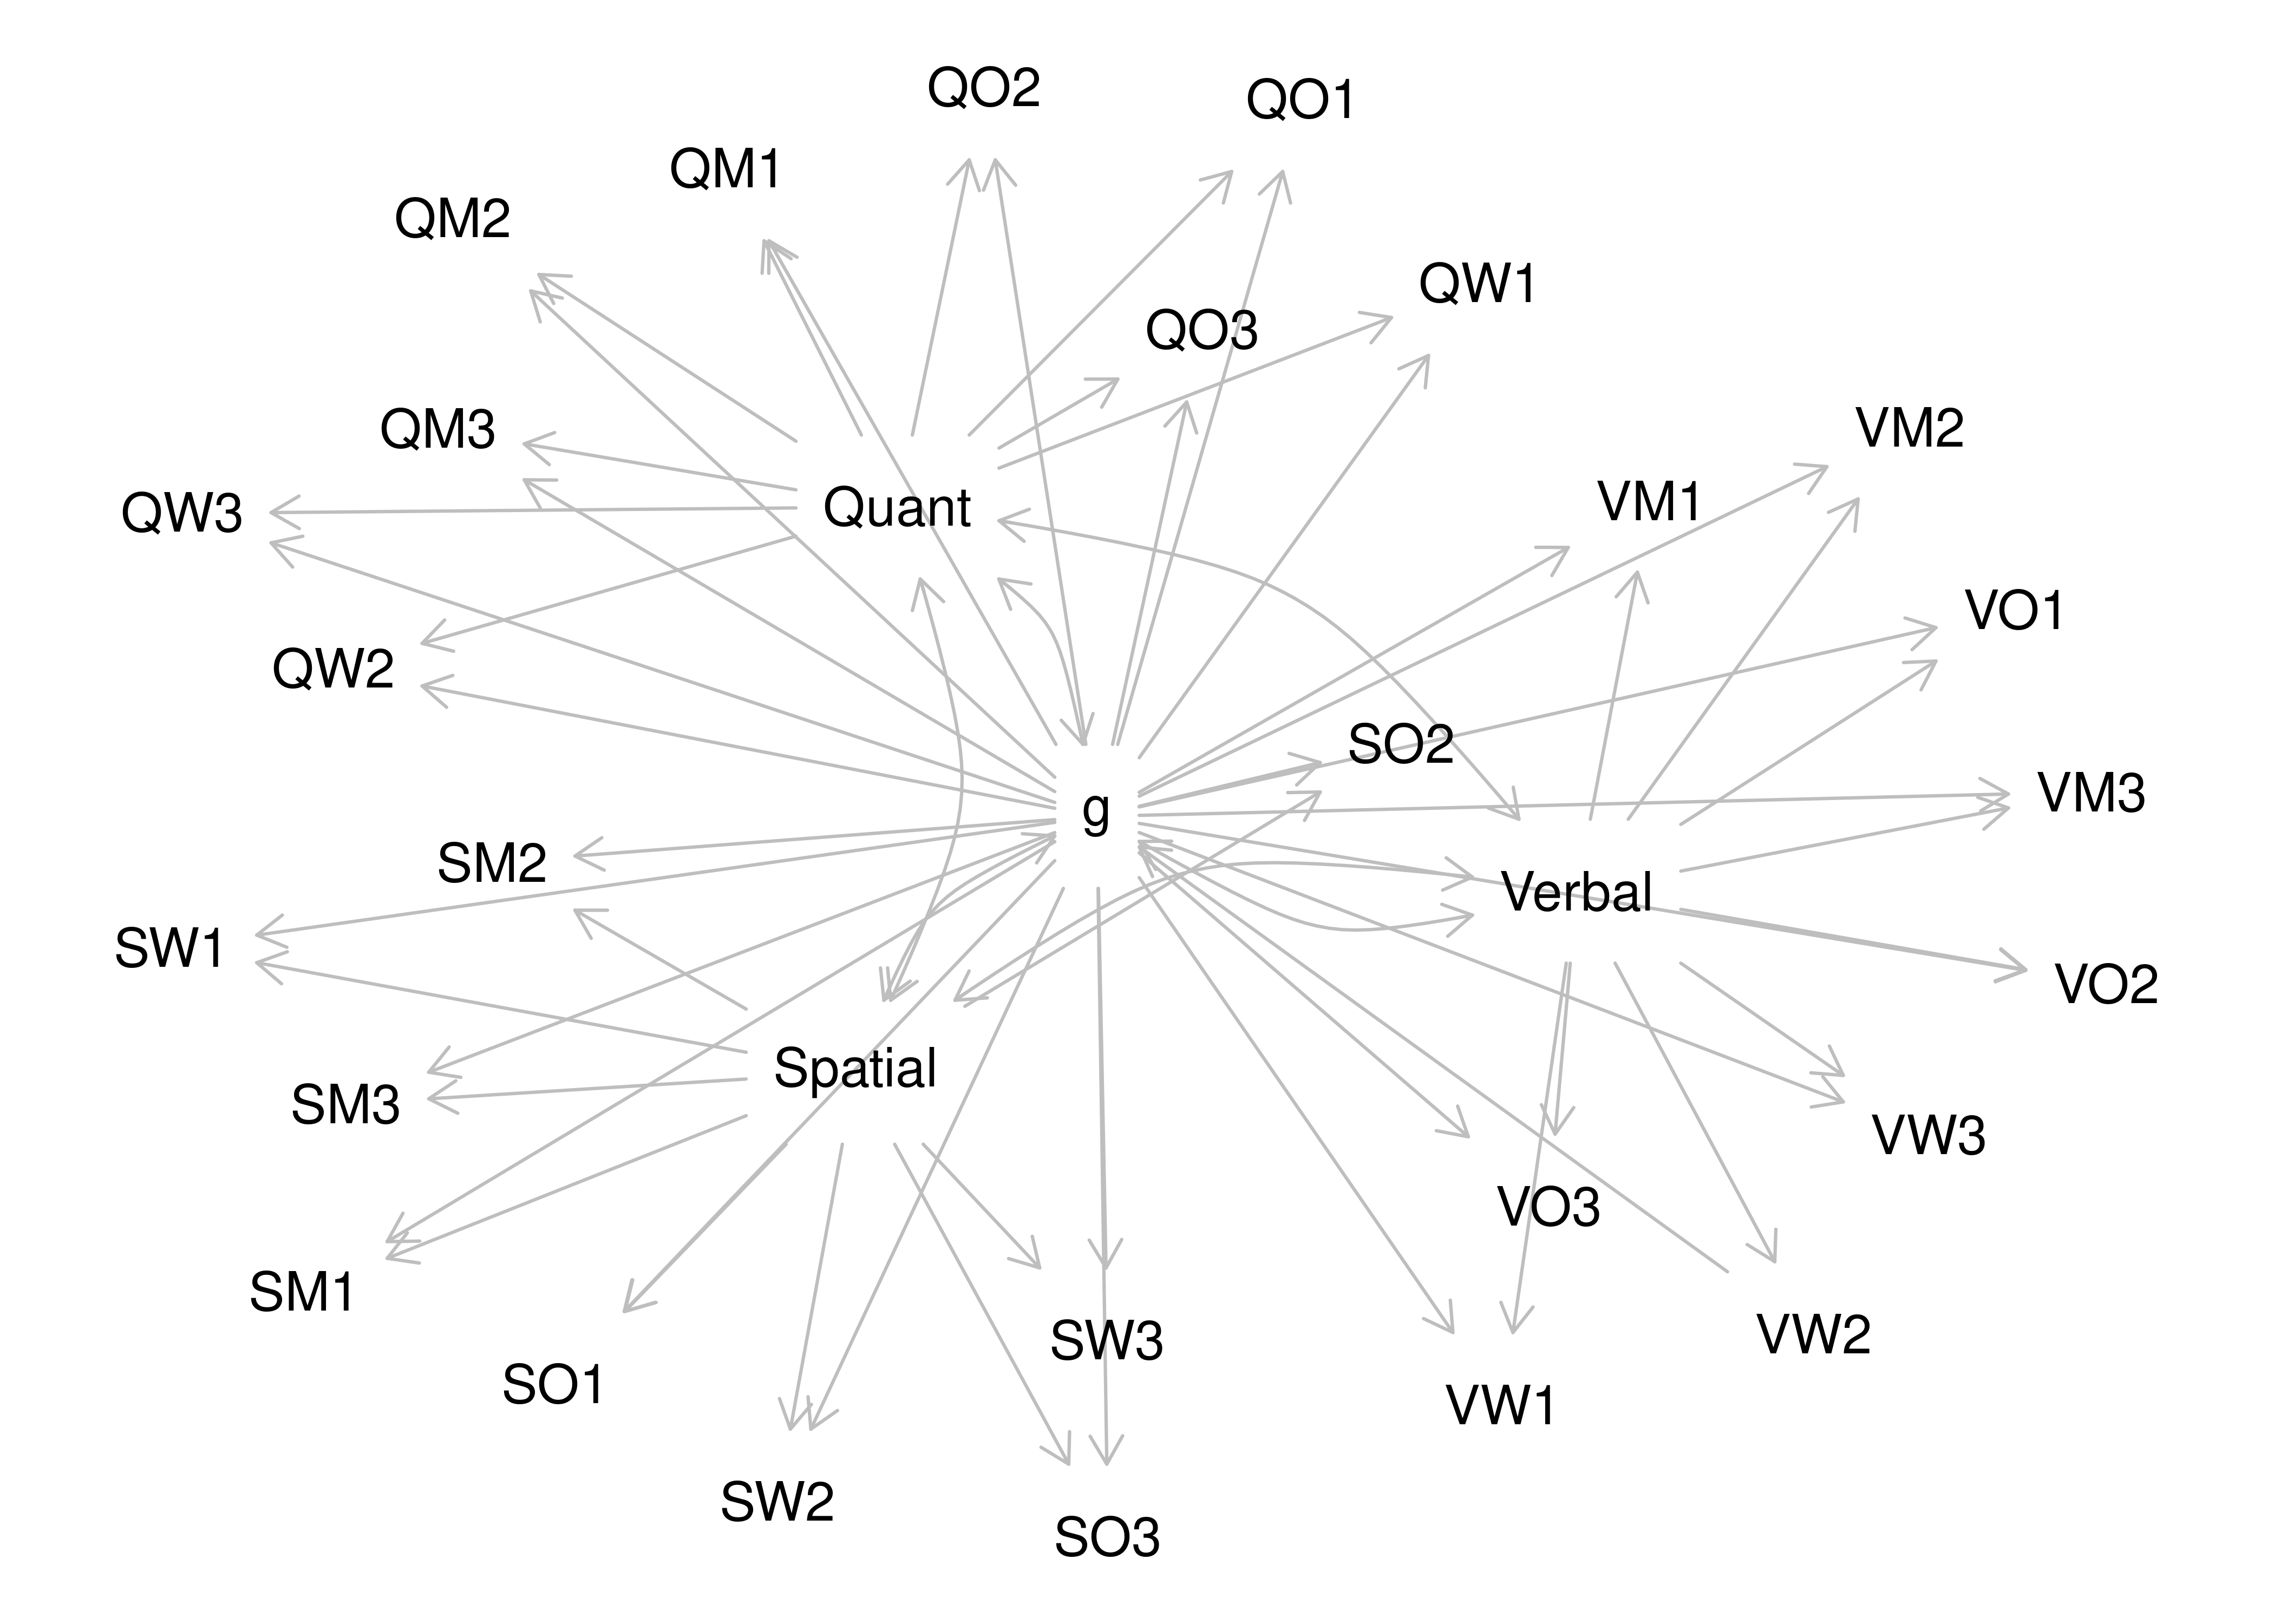 QO2
QO1
QM1
QM2
QW1
QO3
QM3
VM2
VM1
Quant
QW3
VO1
QW2
SO2
VM3
g
SM2
Verbal
SW1
VO2
Spatial
SM3
VW3
VO3
SM1
SW3
VW2
SO1
VW1
SW2
SO3